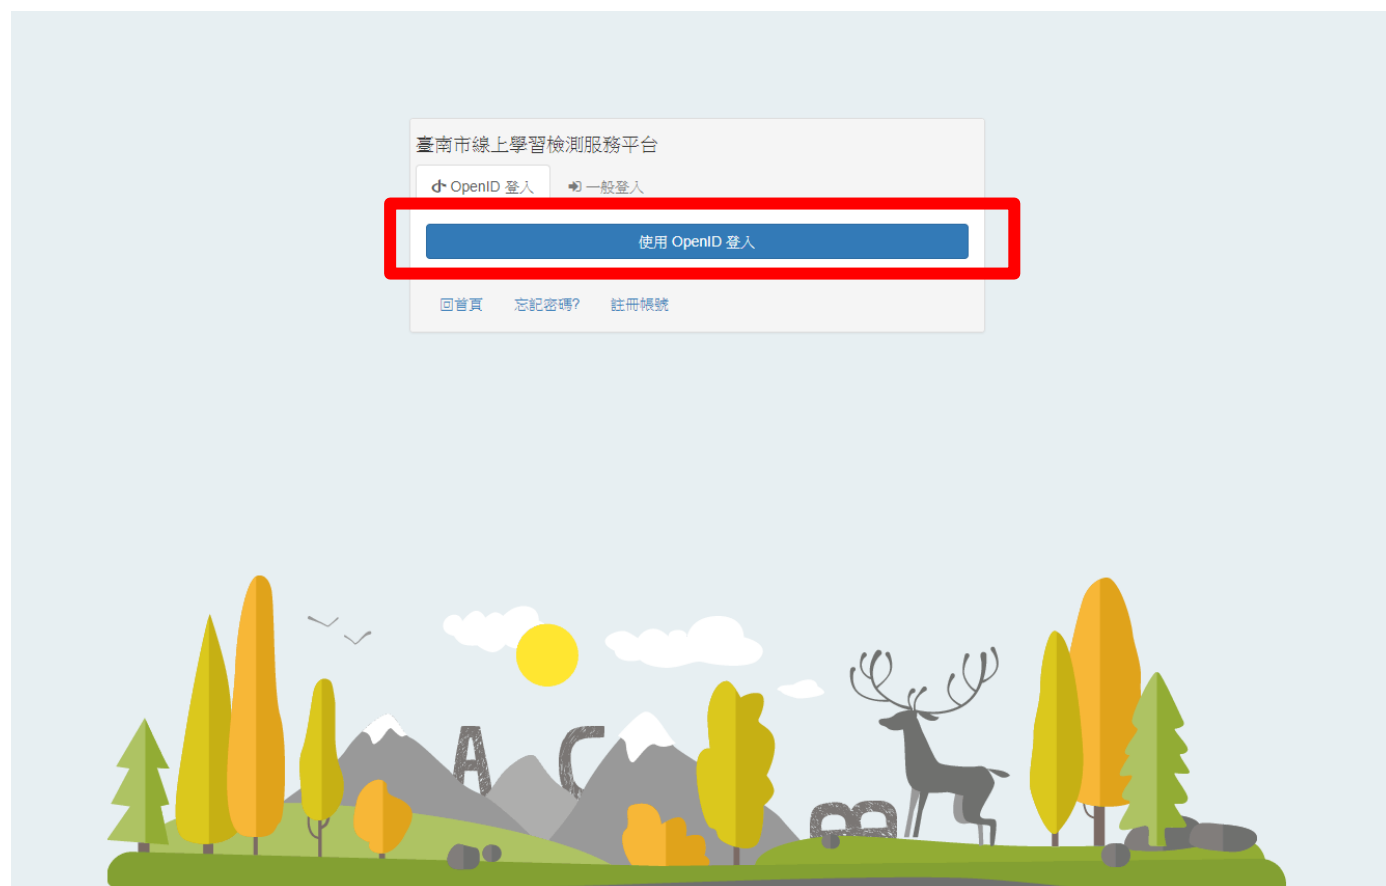 臺南市線上學習檢測服務平台
OpenID 登入 一般登入
使用 OpenID 登入
回首頁 忘記密碼? 註冊帳號
A C
B